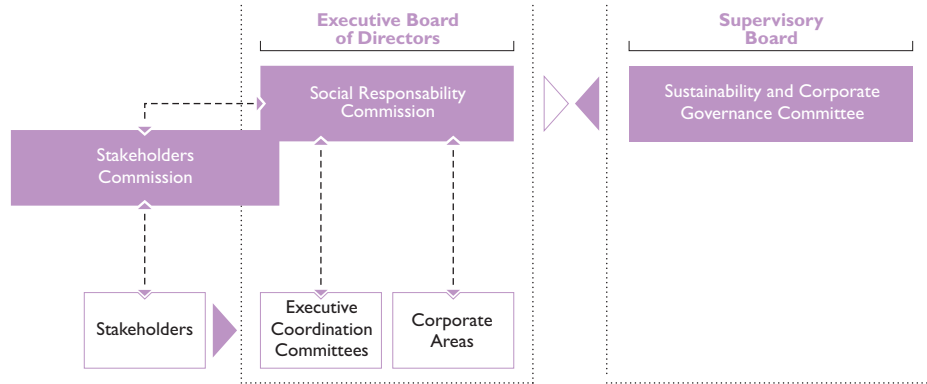 Executive Board
of Directors
Supervisory
Board
Social Responsability
Commission
Sustainability and Corporate
Governance Committee
Stakeholders
Commission
Stakeholders
Executive
Coordination
Committees
Corporate
Areas